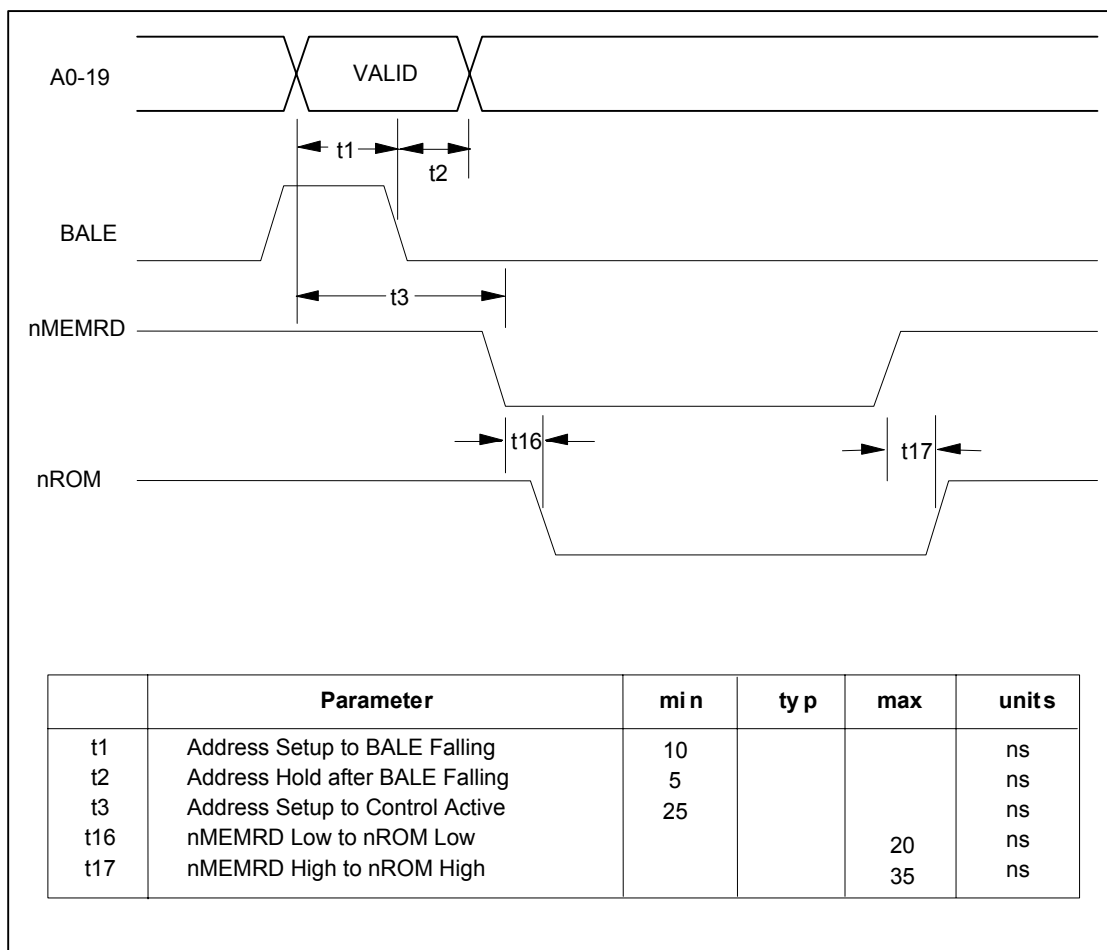 A0-19
VALID
t1
t2
BALE
t3
nMEMRD
t16
t17
nROM
Parameter min typ max units
t1 Address Setup to BALE Falling 10 ns
t2 Address Hold after BALE Falling 5 ns
t3 Address Setup to Control Active 25 ns
t16 nMEMRD Low to nROM Low 20 ns
t17 nMEMRD High to nROM High 35 ns